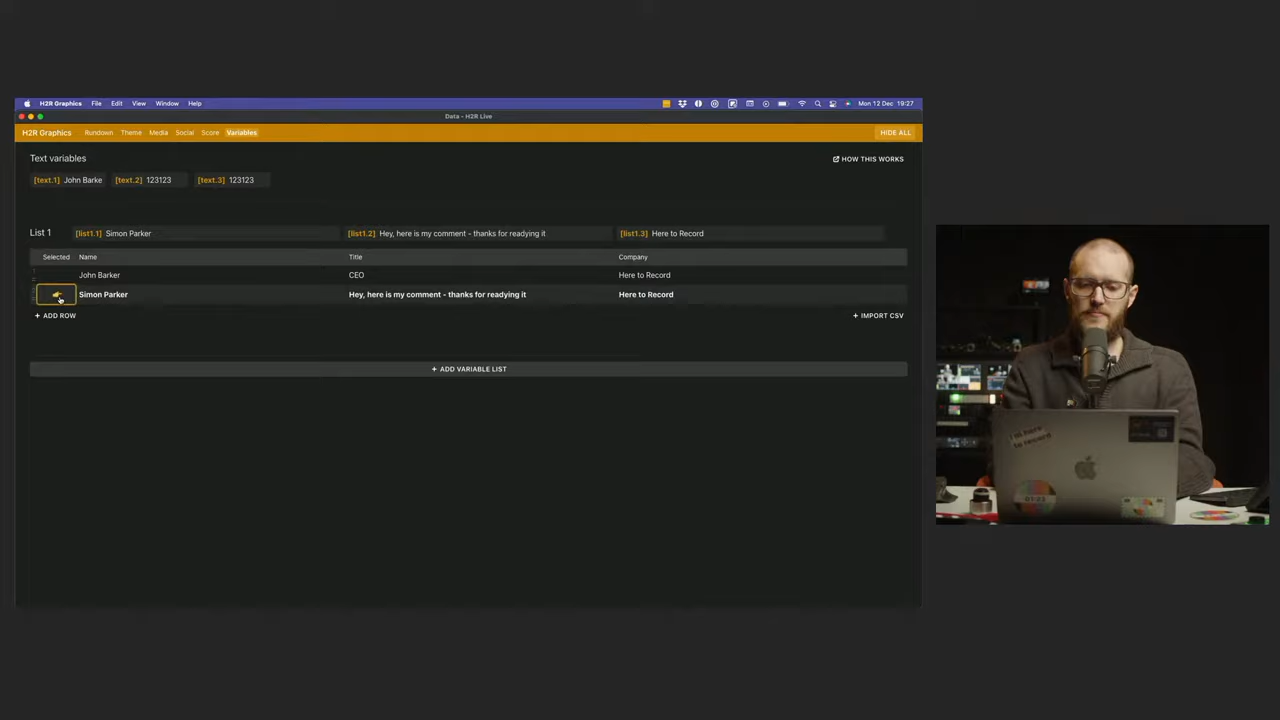 H2R Graphics File Edit View Window Help Mon 12 Dec 19:27
Data - H2R Live
H2R Graphics Rundown Theme Media Social Score Variables HIDE ALL
Text variables HOW THIS WORKS
[text.1] John Barke [text.2] 123123 [text.3] 123123
List 1 [list1.1] Simon Parker [list1.2] Hey, here is my comment - thanks for readying it [list1.3] Here to Record
Selected Name Title Company
John Barker CEO Here to Record
Simon Parker Hey, here is my comment - thanks for readying it Here to Record
+ ADD ROW + IMPORT CSV
+ ADD VARIABLE LIST
I'm here
to record